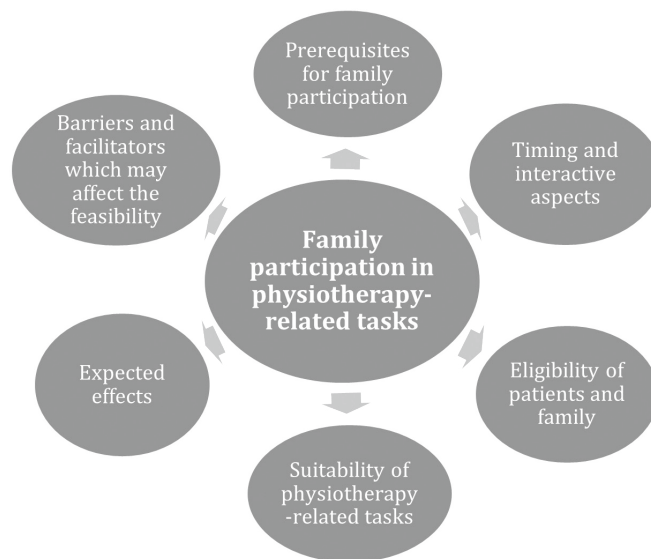 Prerequisites
for family
participation
Timing and
interactive
aspects
Eligibility of
patients and
family
Suitability of
physiotherapy
-related tasks
Expected
effects
Barriers and
facilitators
which may
affect the
feasibility
Family
participation in
physiotherapy-
related tasks